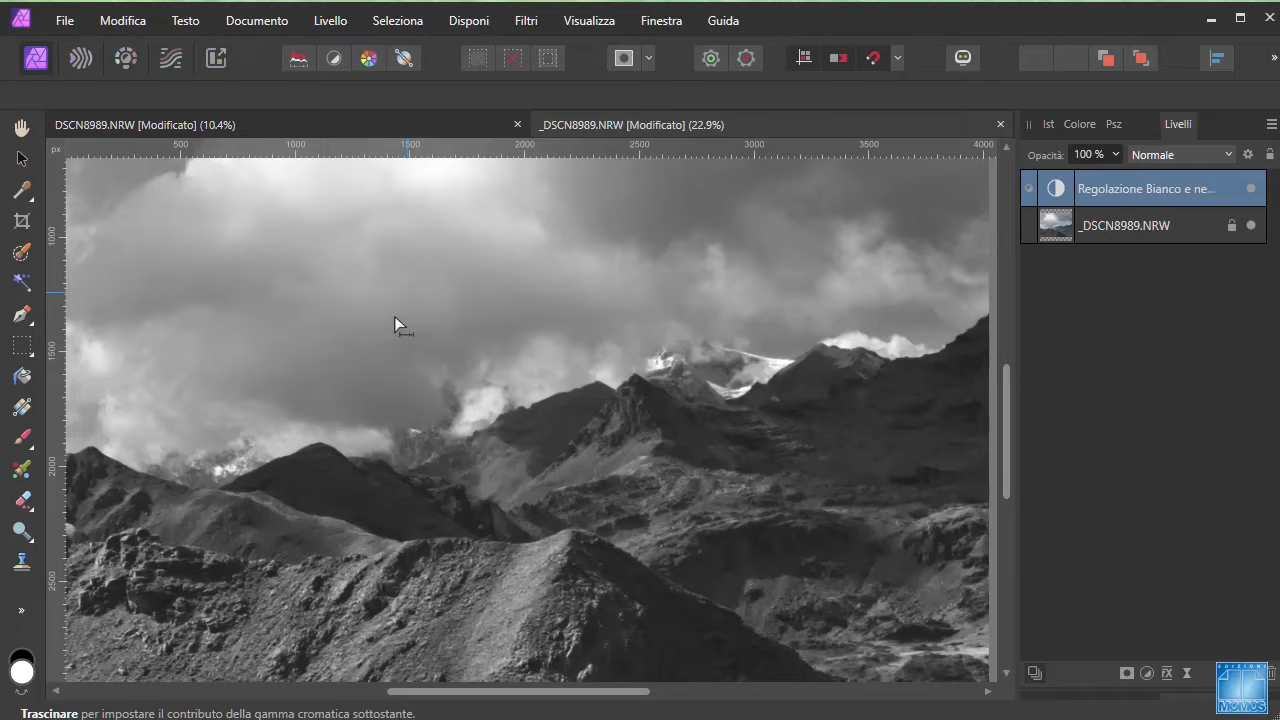 File Modifica Testo Documento Livello Seleziona Disponi Filtri Visualizza Finestra Guida
DSCN8989.NRW [Modificato] (10.4%)
_DSCN8989.NRW [Modificato] (22.9%)
Ist Colore Psz Livelli
px 500 1000 1500 2000 2500 3000 3500 4000
Opacità: 100 % Normale
Regolazione Bianco e ne...
_DSCN8989.NRW
1000
1500
2000
2500
EDIZIONI
MOMOS
Trascinare per impostare il contributo della gamma cromatica sottostante.